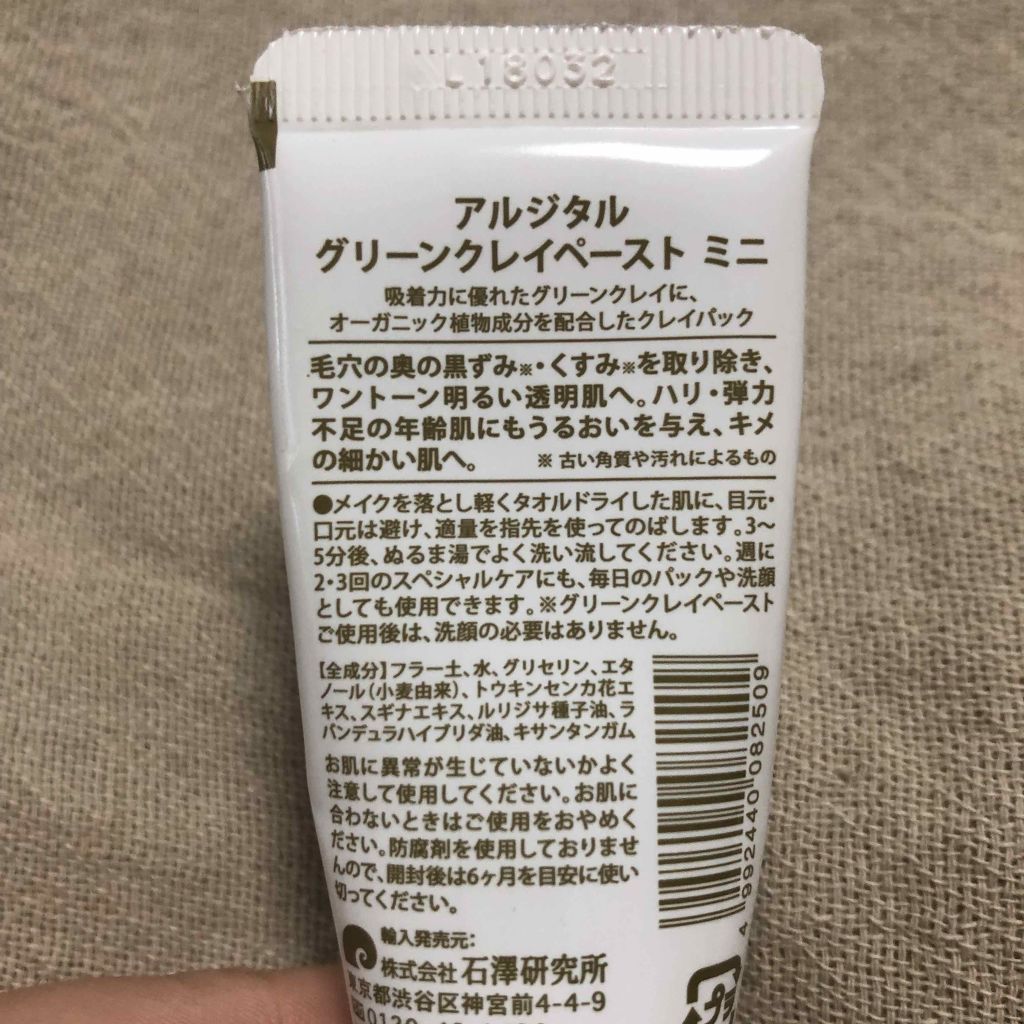 L18032
アルジタル
グリーンクレイペースト ミニ
吸着力に優れたグリーンクレイに、
オーガニック植物成分を配合したクレイパック
毛穴の奥の黒ずみ※・くすみ※を取り除き、
ワントーン明るい透明肌へ。ハリ・弾力
不足の年齢肌にもうるおいを与え、キメ
の細かい肌へ。 ※ 古い角質や汚れによるもの
●メイクを落とし軽くタオルドライした肌に、目元・
口元は避け、適量を指先を使ってのばします。3〜
5分後、ぬるま湯でよく洗い流してください。週に
2・3回のスペシャルケアにも、毎日のパックや洗顔
としても使用できます。※グリーンクレイペースト
ご使用後は、洗顔の必要はありません。
【全成分】フラー土、水、グリセリン、エタ
ノール（小麦由来）、トウキンセンカ花エ
キス、スギナエキス、ルリジサ種子油、ラ
バンデュラハイブリダ油、キサンタンガム
お肌に異常が生じていないかよく
注意して使用してください。お肌に
合わないときはご使用をおやめく
ださい。防腐剤を使用しておりませ
んので、開封後は6ヶ月を目安に使い
切ってください。
4 992440 082509
輸入発売元：
株式会社 石澤研究所
東京都渋谷区神宮前4-4-9
0120
プ